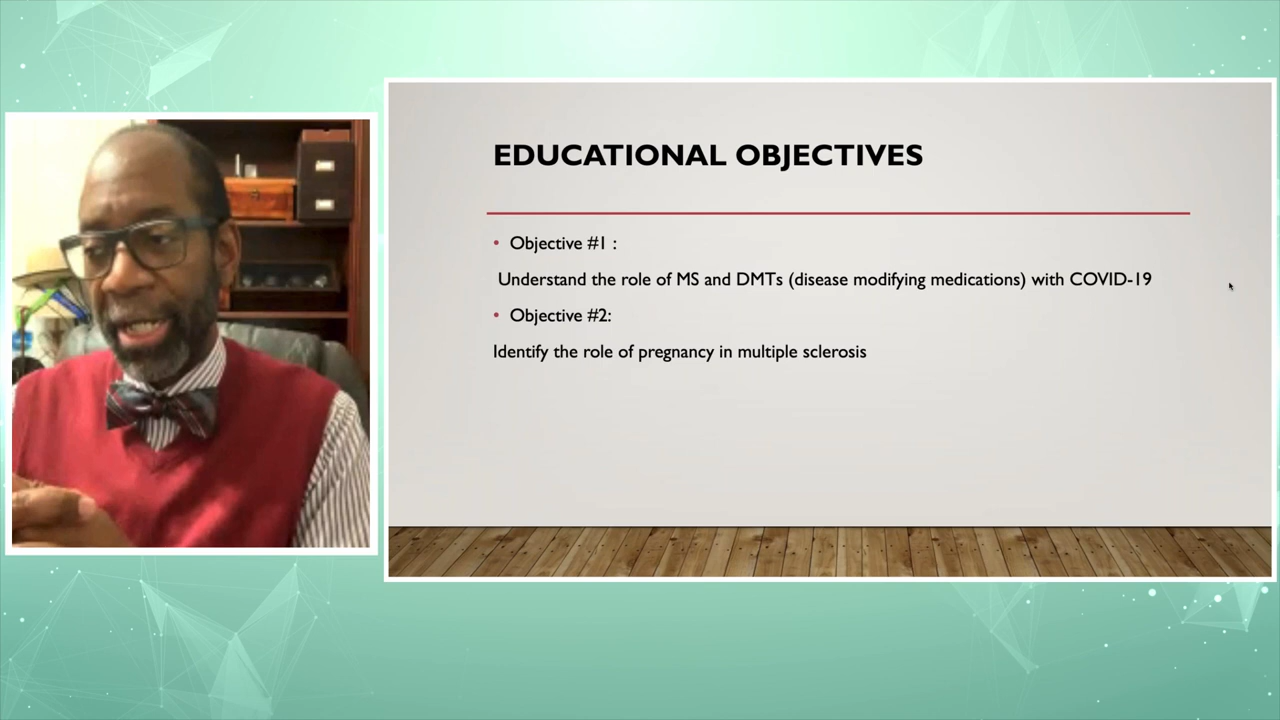 EDUCATIONAL OBJECTIVES
• Objective #1 :
Understand the role of MS and DMTs (disease modifying medications) with COVID-19
• Objective #2:
Identify the role of pregnancy in multiple sclerosis